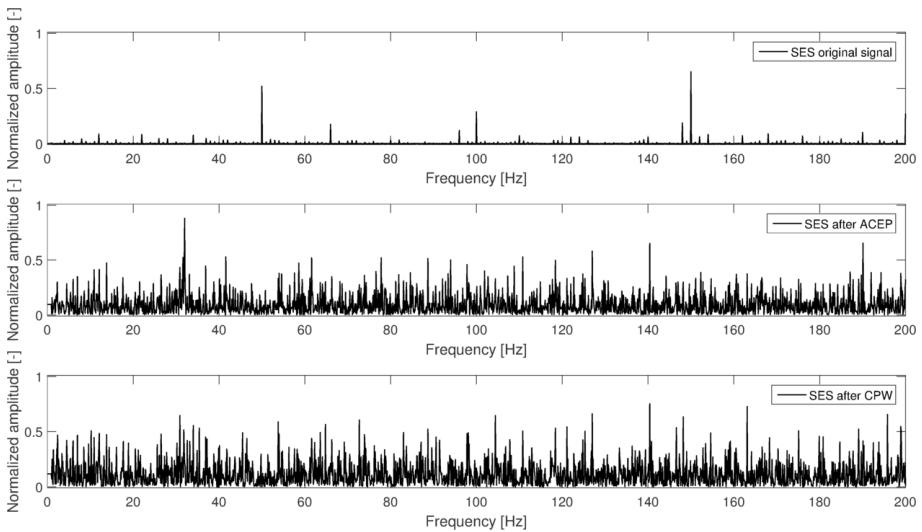 Normalized amplitude [-]
1
0.5
0
SES original signal
0 20 40 60 80 100 120 140 160 180 200
Frequency [Hz]
Normalized amplitude [-]
1
0.5
0
SES after ACEP
0 20 40 60 80 100 120 140 160 180 200
Frequency [Hz]
Normalized amplitude [-]
1
0.5
0
SES after CPW
0 20 40 60 80 100 120 140 160 180 200
Frequency [Hz]